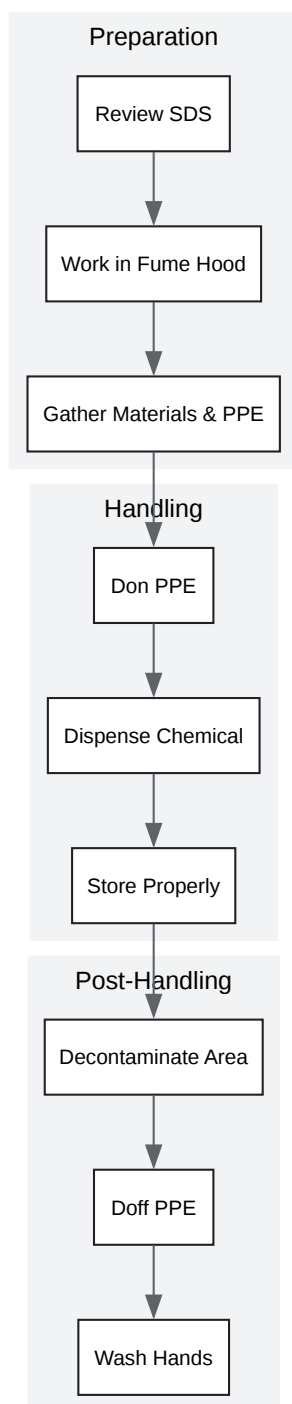 Preparation
Review SDS
Work in Fume Hood
Gather Materials & PPE
Handling
Don PPE
Dispense Chemical
Store Properly
Post-Handling
Decontaminate Area
Doff PPE
Wash Hands